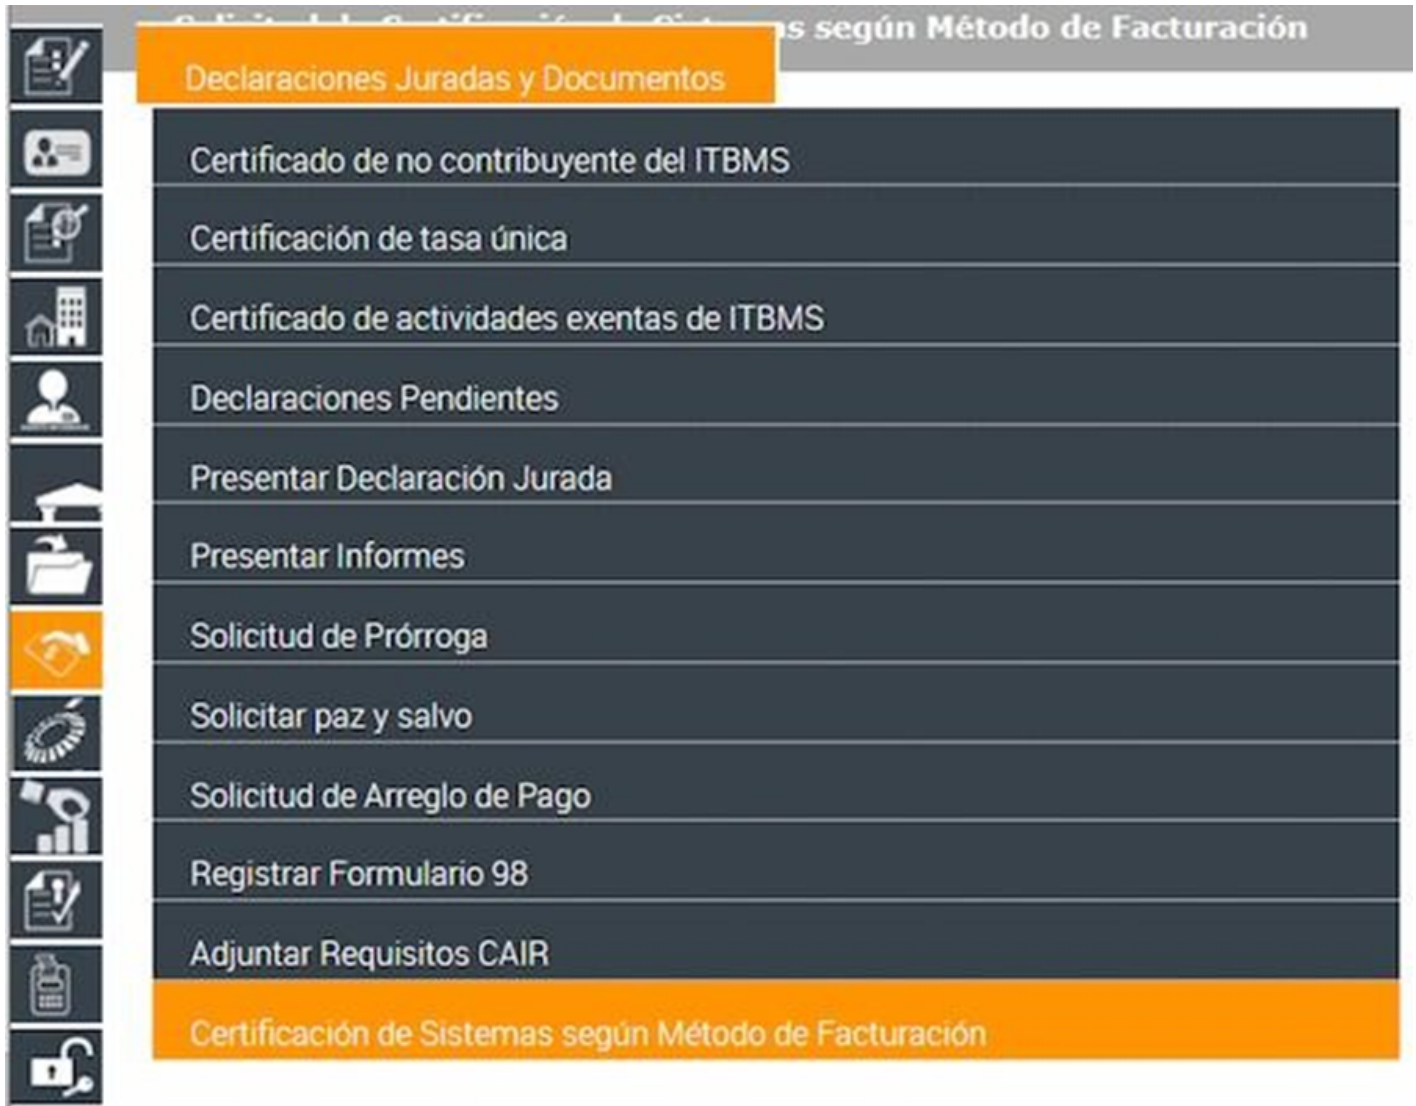 s según Método de Facturación
Declaraciones Juradas y Documentos
Certificado de no contribuyente del ITBMS
Certificación de tasa única
Certificado de actividades exentas de ITBMS
Declaraciones Pendientes
Presentar Declaración Jurada
Presentar Informes
Solicitud de Prórroga
Solicitar paz y salvo
Solicitud de Arreglo de Pago
Registrar Formulario 98
Adjuntar Requisitos CAIR
Certificación de Sistemas según Método de Facturación